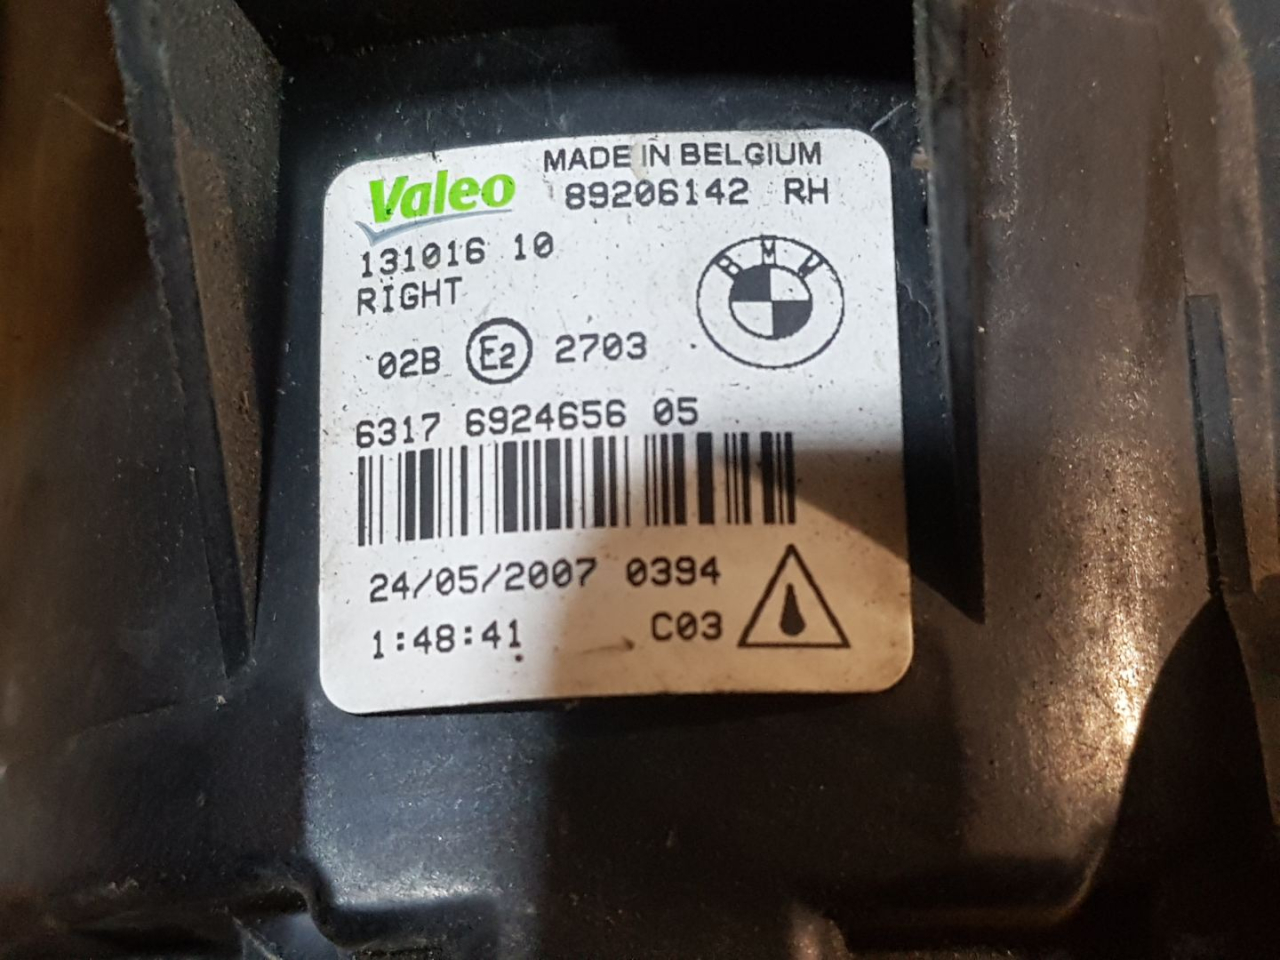 MADE IN BELGIUM
Valeo 89206142 RH
131016 10
RIGHT
BMW
02B E2 2703
6317 6924656 05
24/05/2007 0394
1:48:41 C03